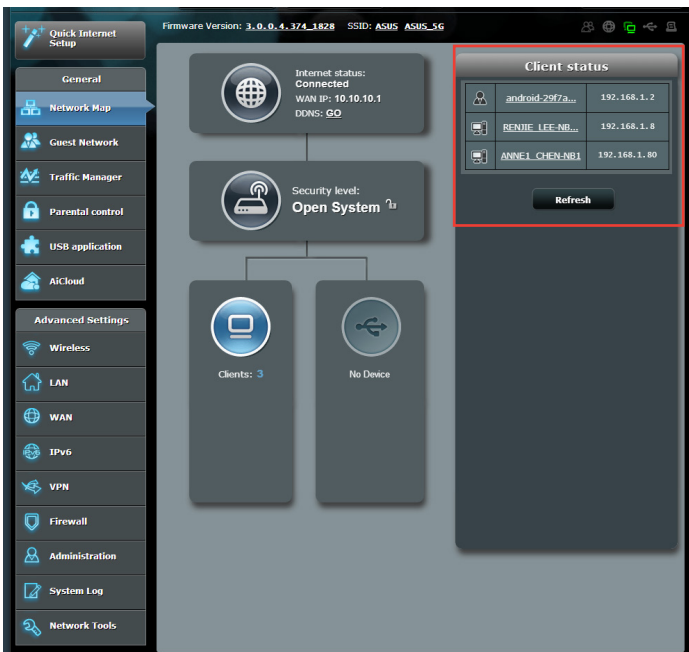 Quick Internet
Setup
Firmware Version: 3.0.0.4.374_1828 SSID: ASUS ASUS_5G
General
Network Map
Guest Network
Traffic Manager
Parental control
USB application
AiCloud
Advanced Settings
Wireless
LAN
WAN
IPv6
IPv6
VPN
Firewall
Administration
System Log
Network Tools
Internet status:
Connected
WAN IP: 10.10.10.1
DDNS: GO
Security level:
Open System
Clients: 3
No Device
Client status
android-29f7a... 192.168.1.2
RENJIE_LEE-NB... 192.168.1.8
ANNE1_CHEN-NB1 192.168.1.80
Refresh